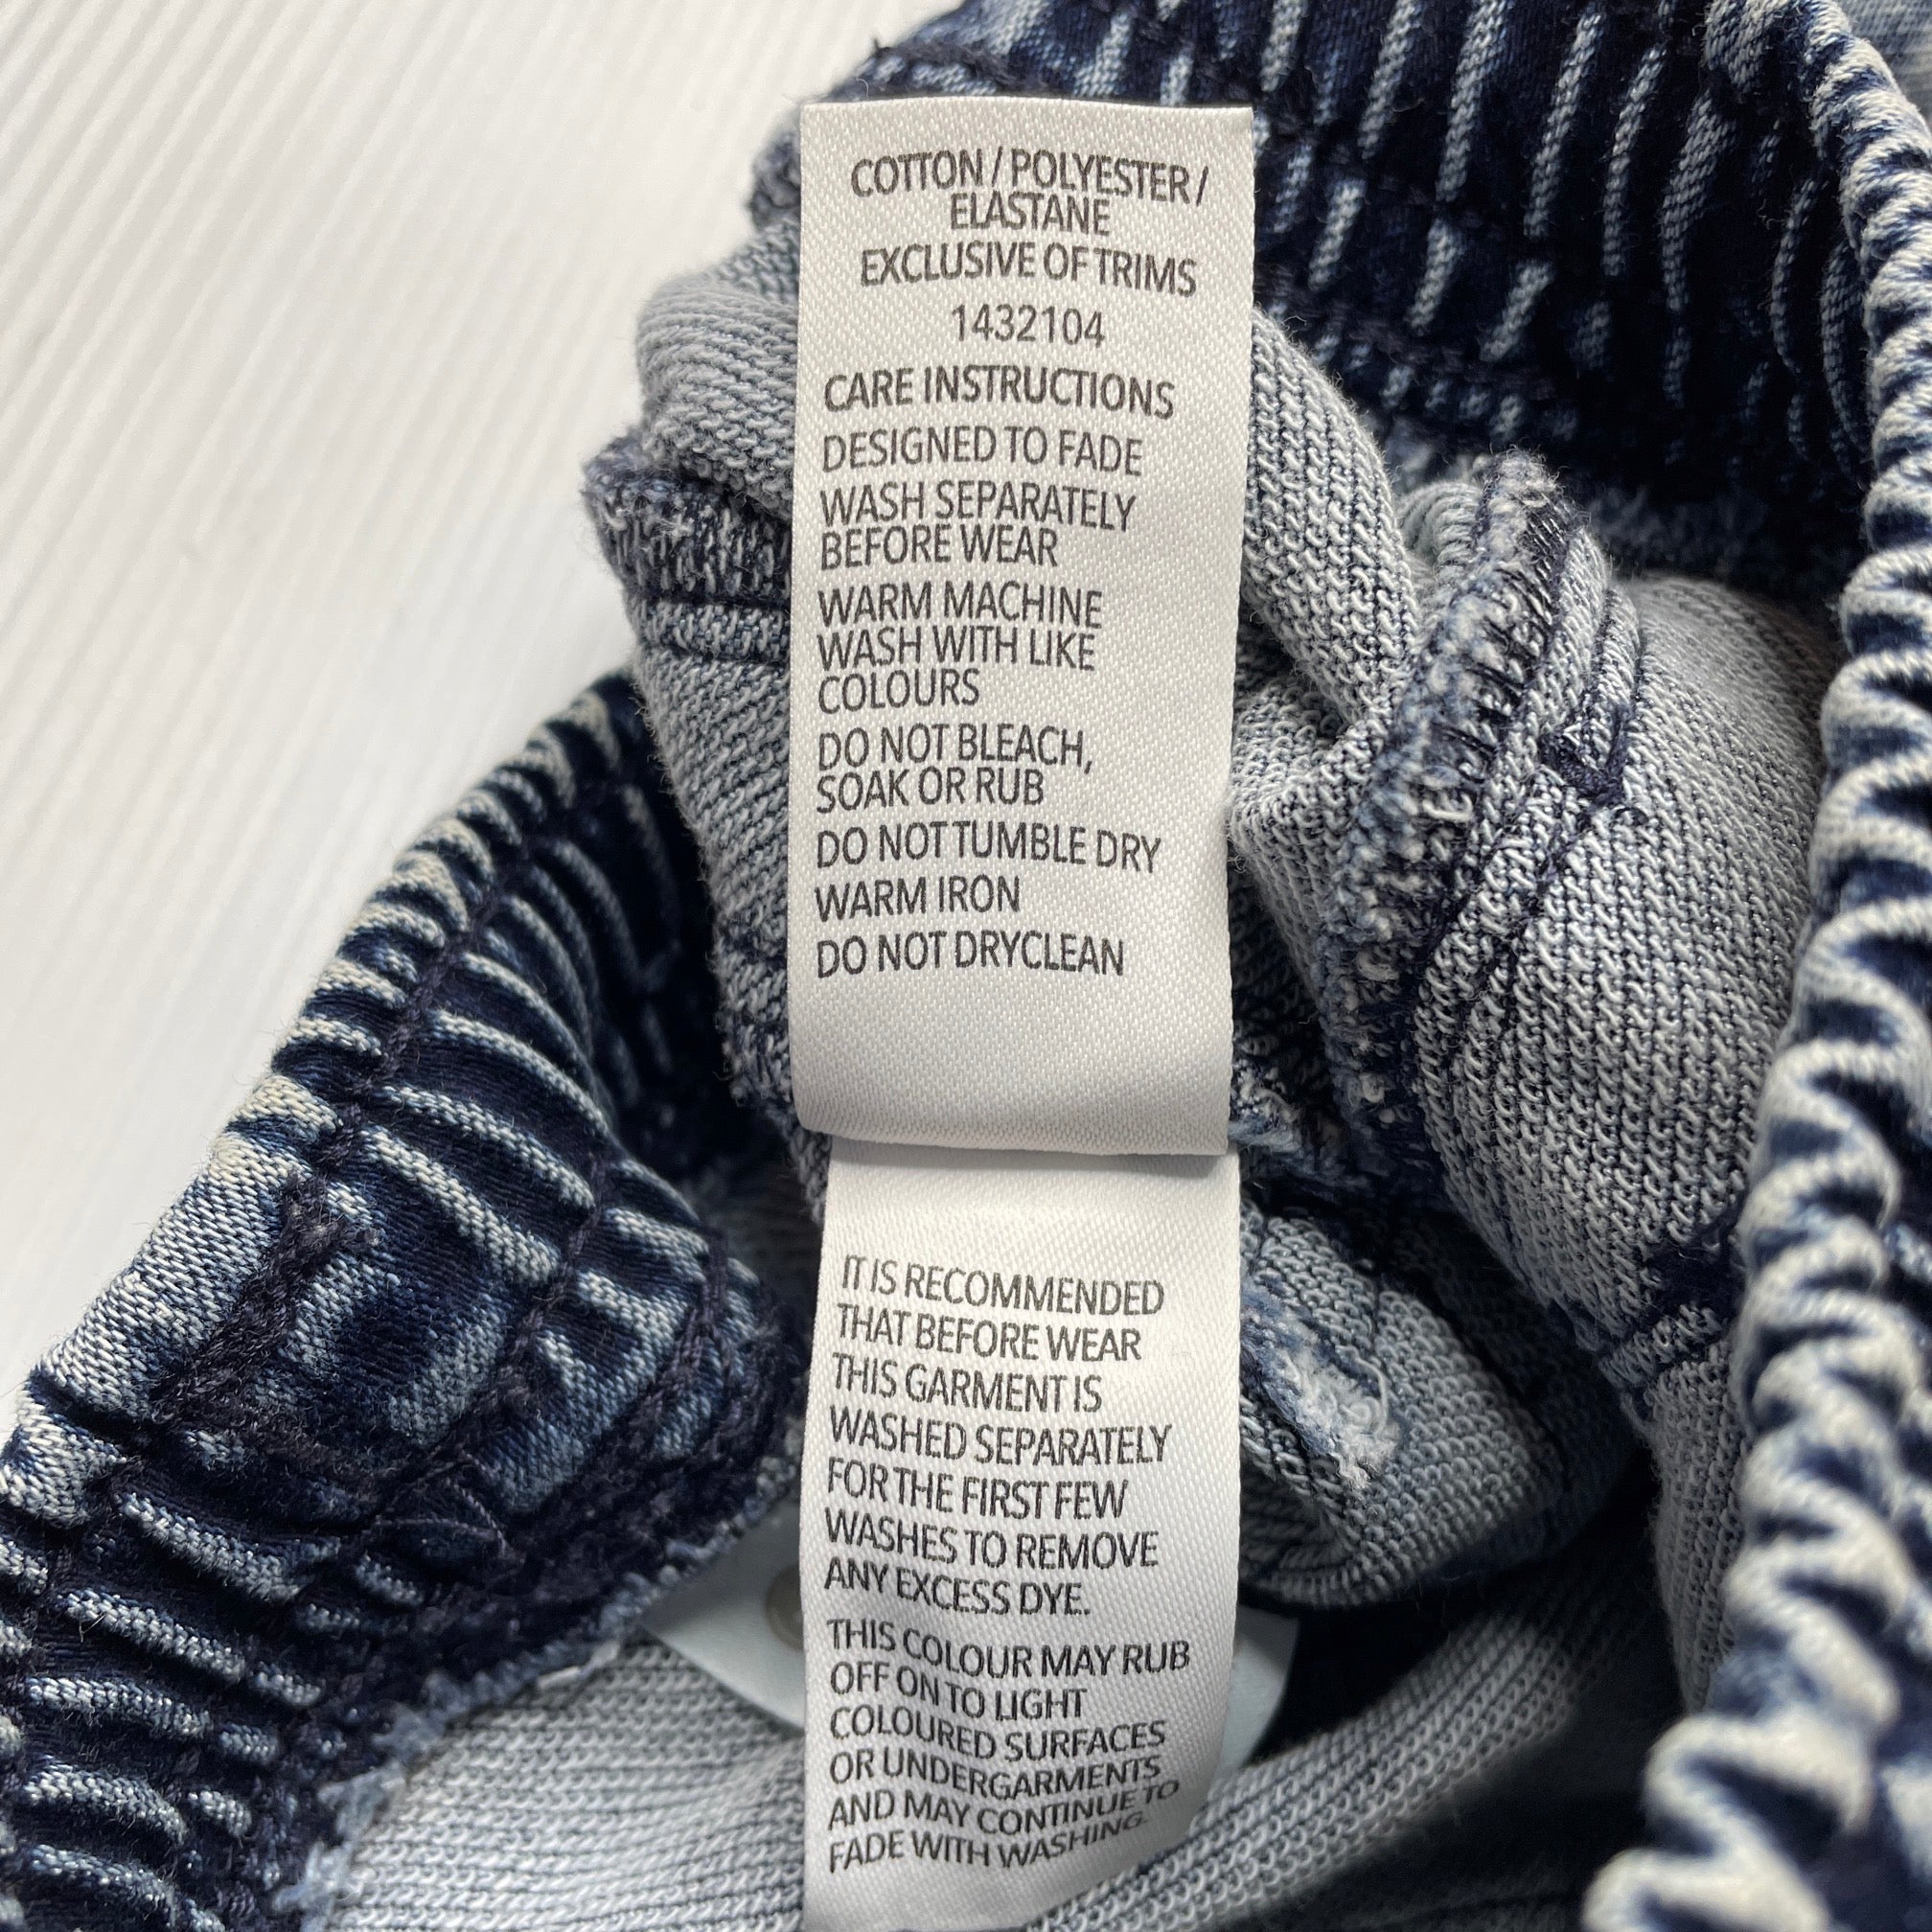 COTTON / POLYESTER /
ELASTANE
EXCLUSIVE OF TRIMS
1432104
CARE INSTRUCTIONS
DESIGNED TO FADE
WASH SEPARATELY
BEFORE WEAR
WARM MACHINE
WASH WITH LIKE
COLOURS
DO NOT BLEACH,
SOAK OR RUB
DO NOT TUMBLE DRY
WARM IRON
DO NOT DRYCLEAN
IT IS RECOMMENDED
THAT BEFORE WEAR
THIS GARMENT IS
WASHED SEPARATELY
FOR THE FIRST FEW
WASHES TO REMOVE
ANY EXCESS DYE.
THIS COLOUR MAY RUB
OFF ON TO LIGHT
COLOURED SURFACES
OR UNDERGARMENTS
AND MAY CONTINUE TO
FADE WITH WASHING.